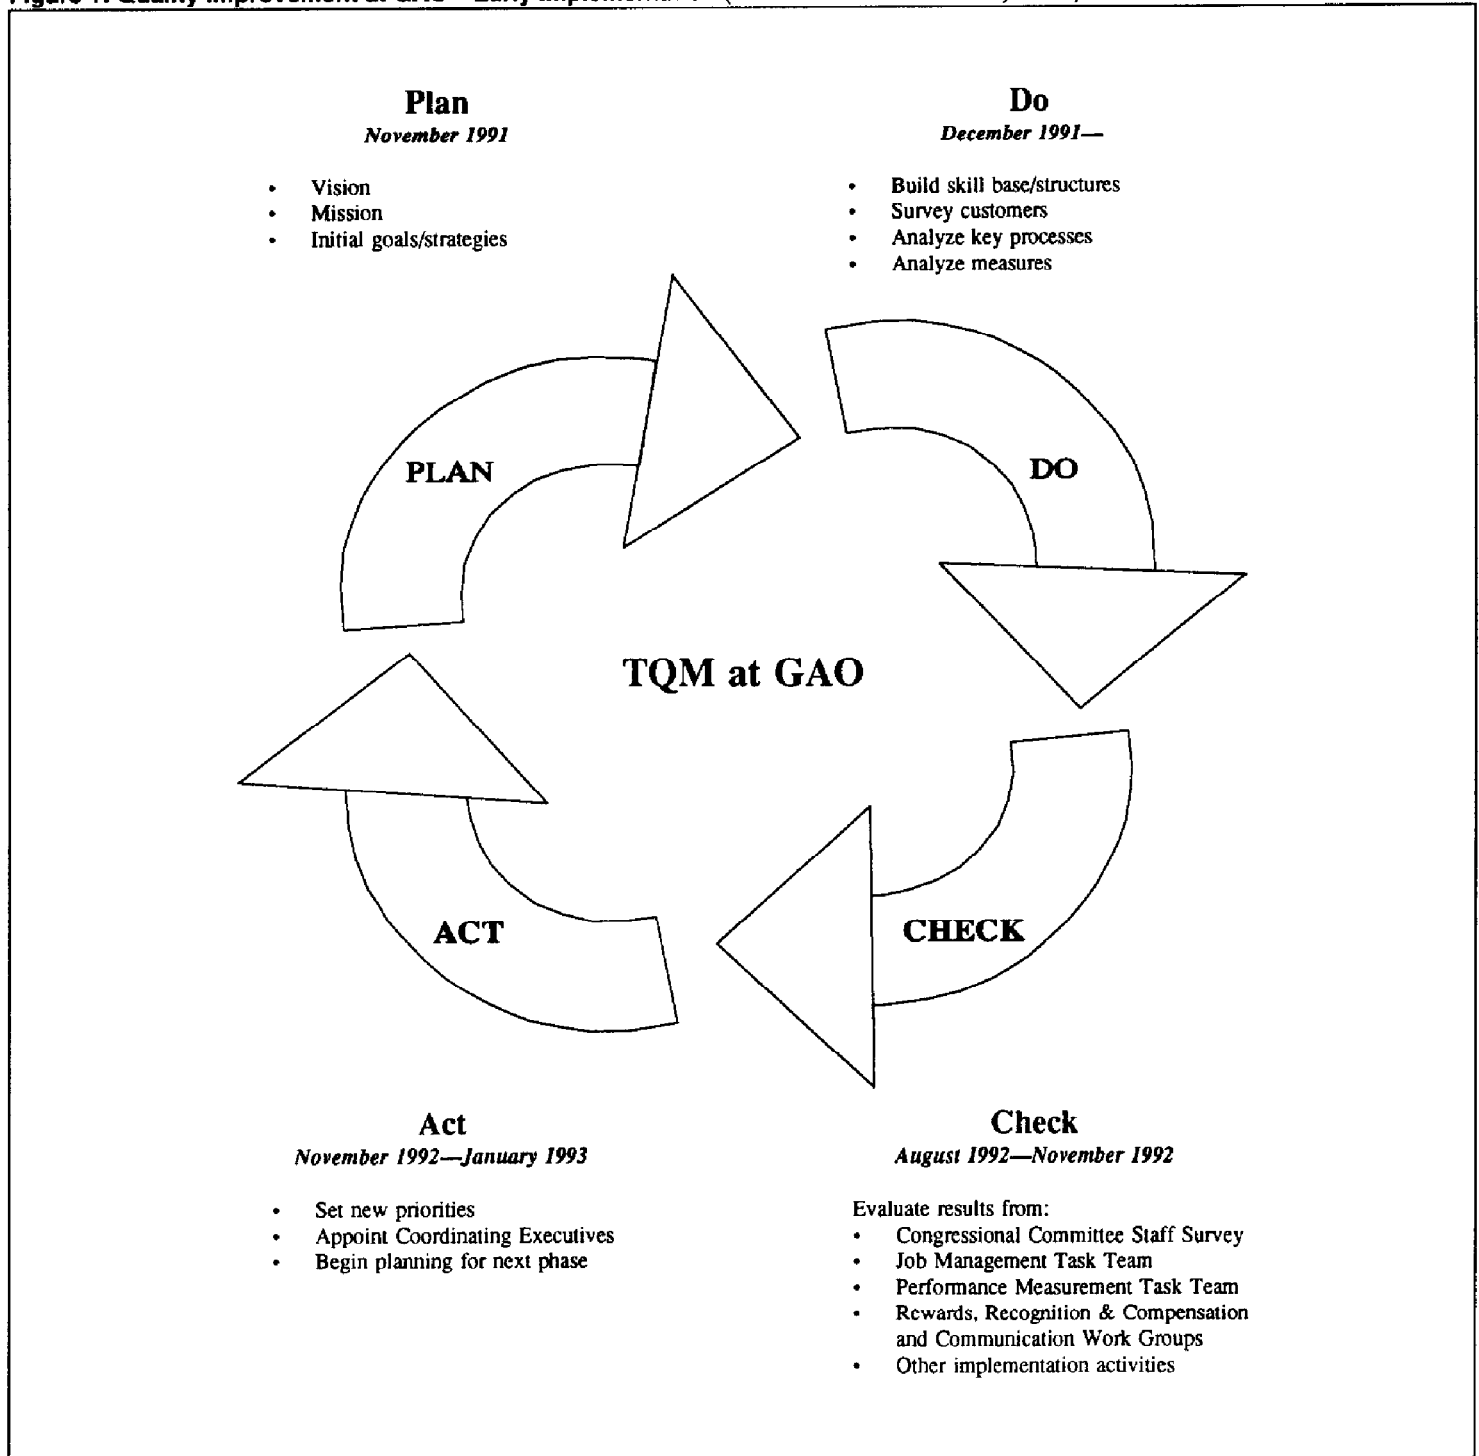 Plan
November 1991
• Vision
• Mission
• Initial goals/strategies
Do
December 1991—
• Build skill base/structures
• Survey customers
• Analyze key processes
• Analyze measures
PLAN
DO
TQM at GAO
ACT
CHECK
Act
November 1992—January 1993
• Set new priorities
• Appoint Coordinating Executives
• Begin planning for next phase
Check
August 1992—November 1992
Evaluate results from:
• Congressional Committee Staff Survey
• Job Management Task Team
• Performance Measurement Task Team
• Rewards, Recognition & Compensation
and Communication Work Groups
• Other implementation activities